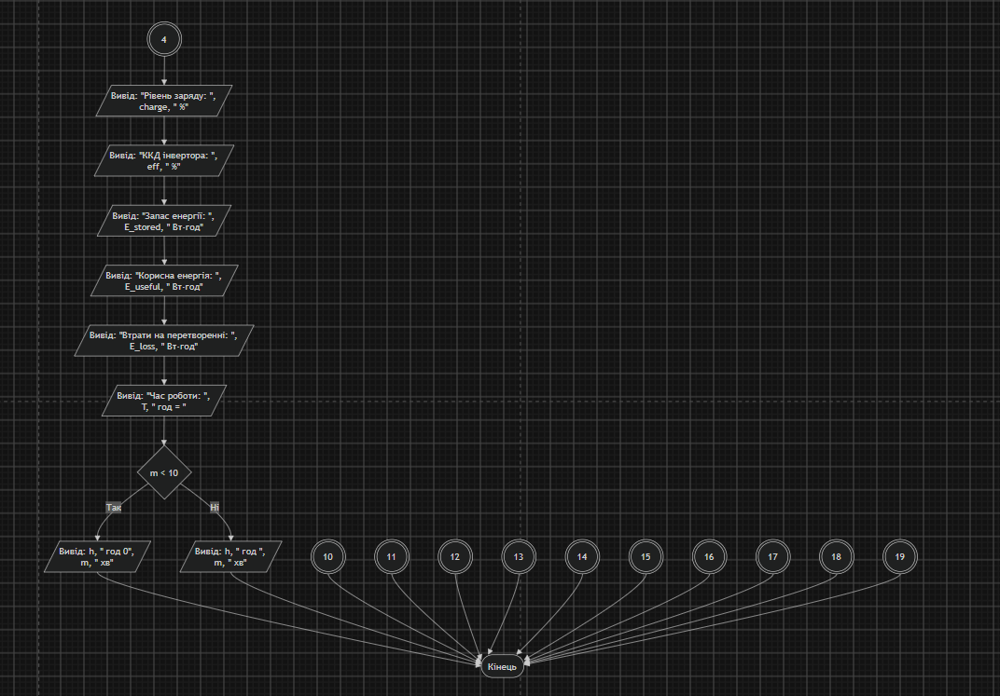 4
Вивід: "Рівень заряду: ",
charge, " %"
Вивід: "ККД інвертора: ",
eff, " %"
Вивід: "Запас енергії: ",
E_stored, " Вт-год"
Вивід: "Корисна енергія: ",
E_useful, " Вт-год"
Вивід: "Втрати на перетворенні: ",
E_loss, " Вт-год"
Вивід: "Час роботи: ",
T, " год = "
m < 10
Так
Ні
Вивід: h, " год 0",
m, " хв"
Вивід: h, " год ",
m, " хв"
10
11
12
13
14
15
16
17
18
19
Кінець